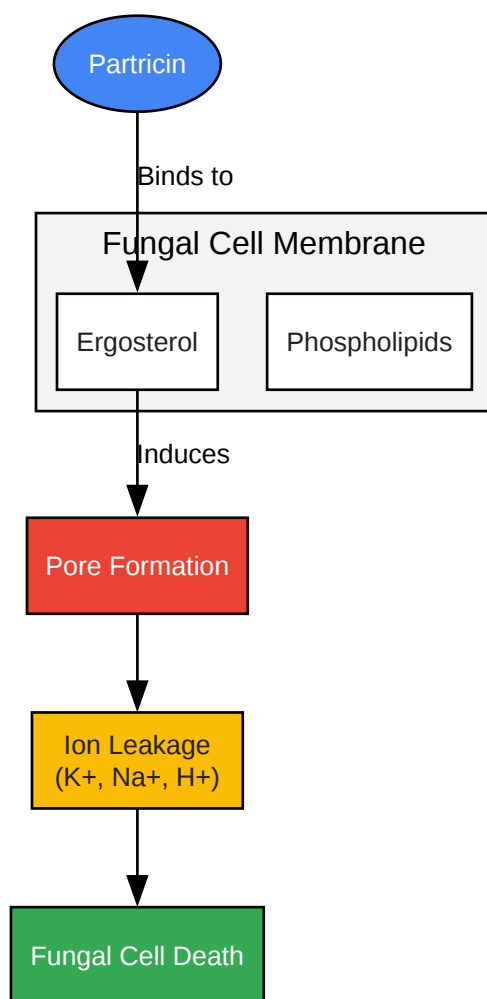 Partricin
Binds to
Fungal Cell Membrane
Ergosterol
Phospholipids
Induces
Pore Formation
Ion Leakage
(K+, Na+, H+)
Fungal Cell Death